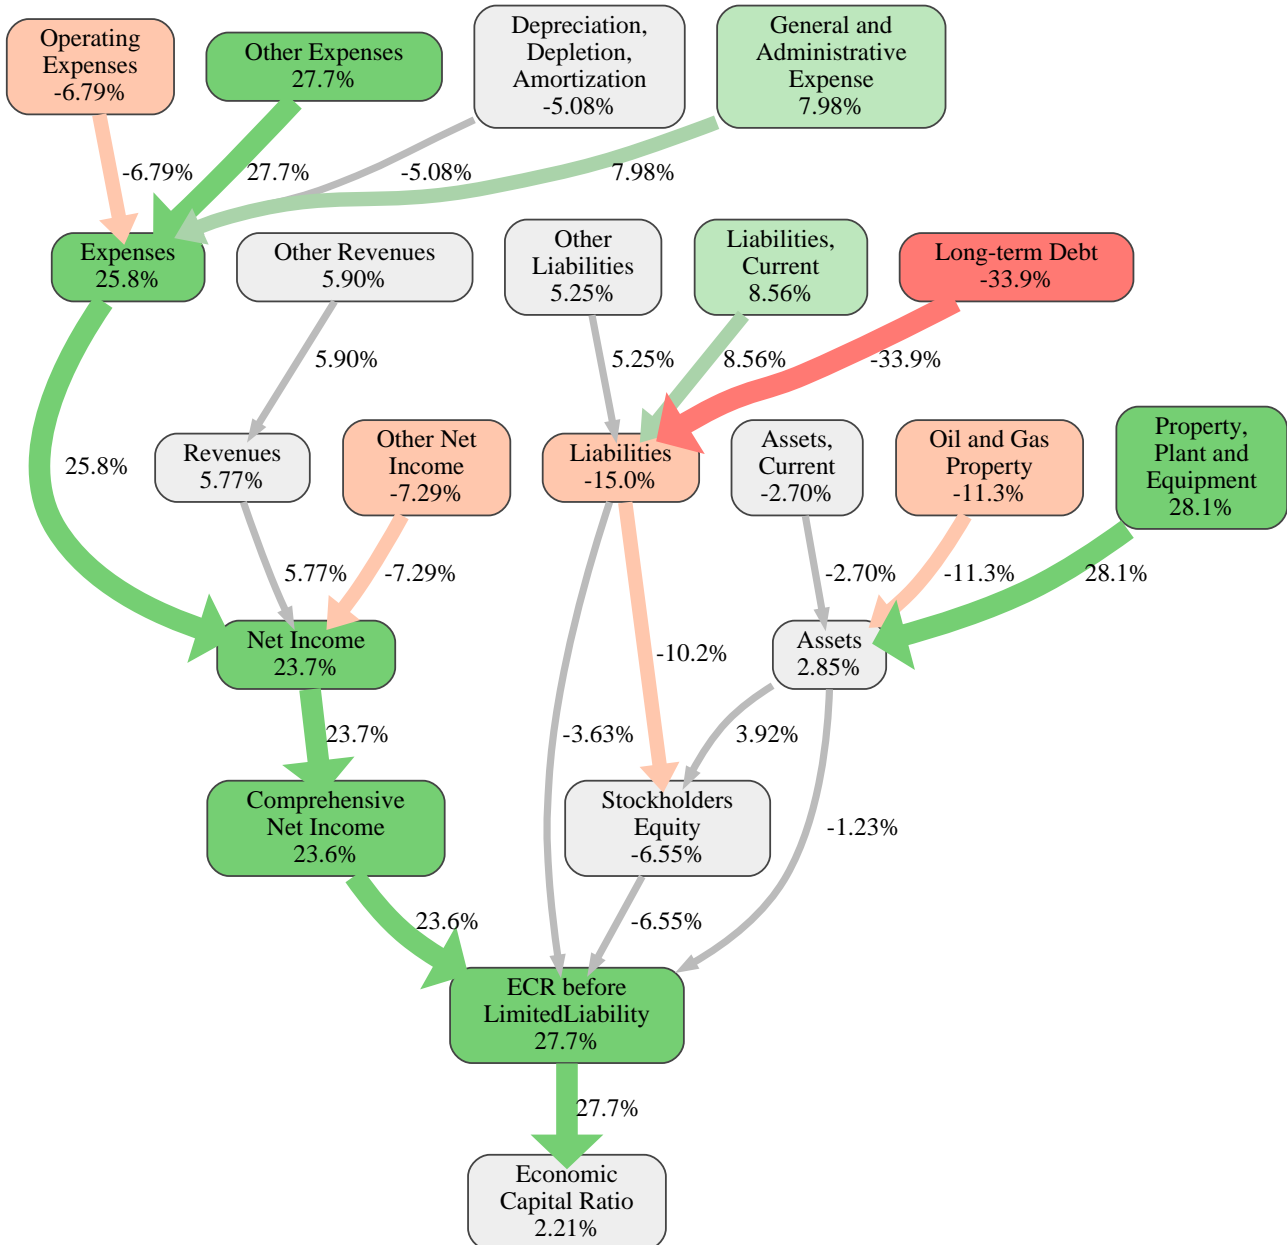 Operating
Expenses
-6.79%
Other Expenses
27.7%
Depreciation,
Depletion,
Amortization
-5.08%
General and
Administrative
Expense
7.98%
-6.79%
27.7%
-5.08%
7.98%
Expenses
25.8%
Other Revenues
5.90%
Other
Liabilities
5.25%
Liabilities,
Current
8.56%
Long-term Debt
-33.9%
5.90%
5.25%
8.56%
-33.9%
25.8%
Revenues
5.77%
Other Net
Income
-7.29%
Liabilities
-15.0%
Assets,
Current
-2.70%
Oil and Gas
Property
-11.3%
Property,
Plant and
Equipment
28.1%
5.77%
-7.29%
-2.70%
-11.3%
28.1%
Net Income
23.7%
-10.2%
Assets
2.85%
23.7%
-3.63%
3.92%
Comprehensive
Net Income
23.6%
Stockholders
Equity
-6.55%
-1.23%
23.6%
-6.55%
ECR before
LimitedLiability
27.7%
27.7%
Economic
Capital Ratio
2.21%